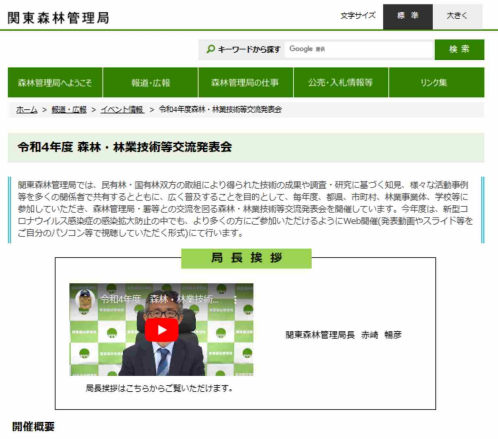 関東森林管理局
文字サイズ 標準 大きく
キーワードから探す Google 検索 検索
森林管理局へようこそ 報道・広報 森林管理局の仕事 公売・入札情報等 リンク集
ホーム > 報道・広報 > イベント情報 > 令和4年度森林・林業技術等交流発表会
令和4年度 森林・林業技術等交流発表会
関東森林管理局では、民有林・国有林双方の取組により得られた技術の成果や調査・研究に基づく知見、様々な活動事例
等を多くの関係者で共有するとともに、広く普及することを目的として、毎年度、都県、市町村、林業事業体、学校等に
参加していただき、森林管理局・署等との交流を図る森林・林業技術等交流発表会を開催しています。今年度は、新型コ
ロナウイルス感染症の感染拡大防止の中でも、より多くの方にご参加いただけるようにWeb開催(発表動画やスライド等を
ご自分のパソコン等で視聴していただく形式)にて行います。
局長挨拶
令和4年度 森林・林業技術...
関東森林管理局長 赤崎 暢彦
局長挨拶はこちらからご覧いただけます。
開催概要